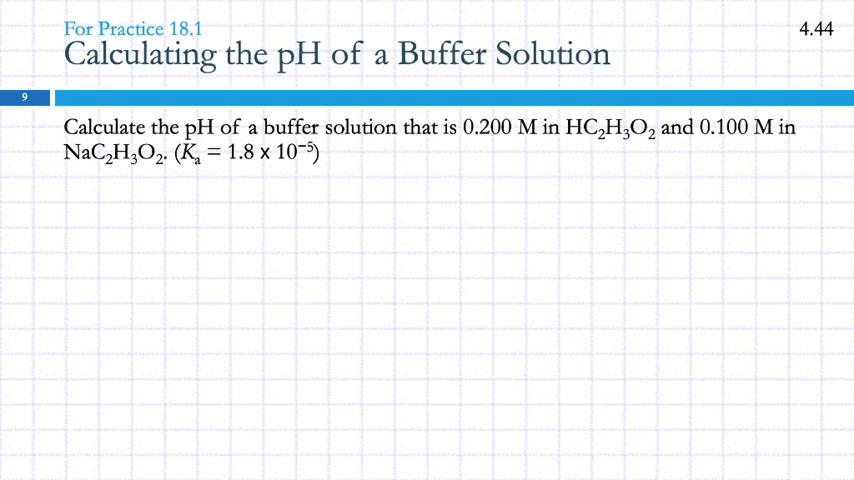 For Practice 18.1
4.44
Calculating the pH of a Buffer Solution
9
Calculate the pH of a buffer solution that is 0.200 M in HC₂H₃O₂ and 0.100 M in
NaC₂H₃O₂. (Kₐ = 1.8 x 10⁻⁵)